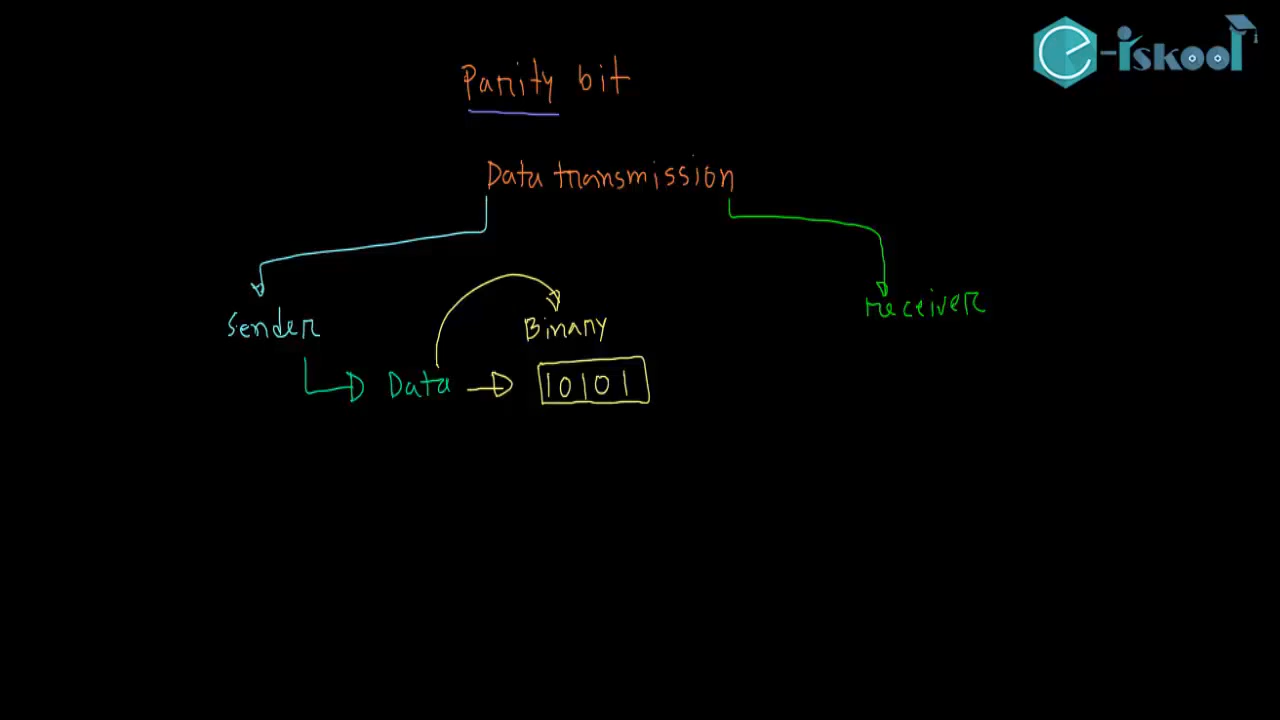 e-iskool
Parity bit
Data transmission
Sender
Binary
receiver
Data
10101